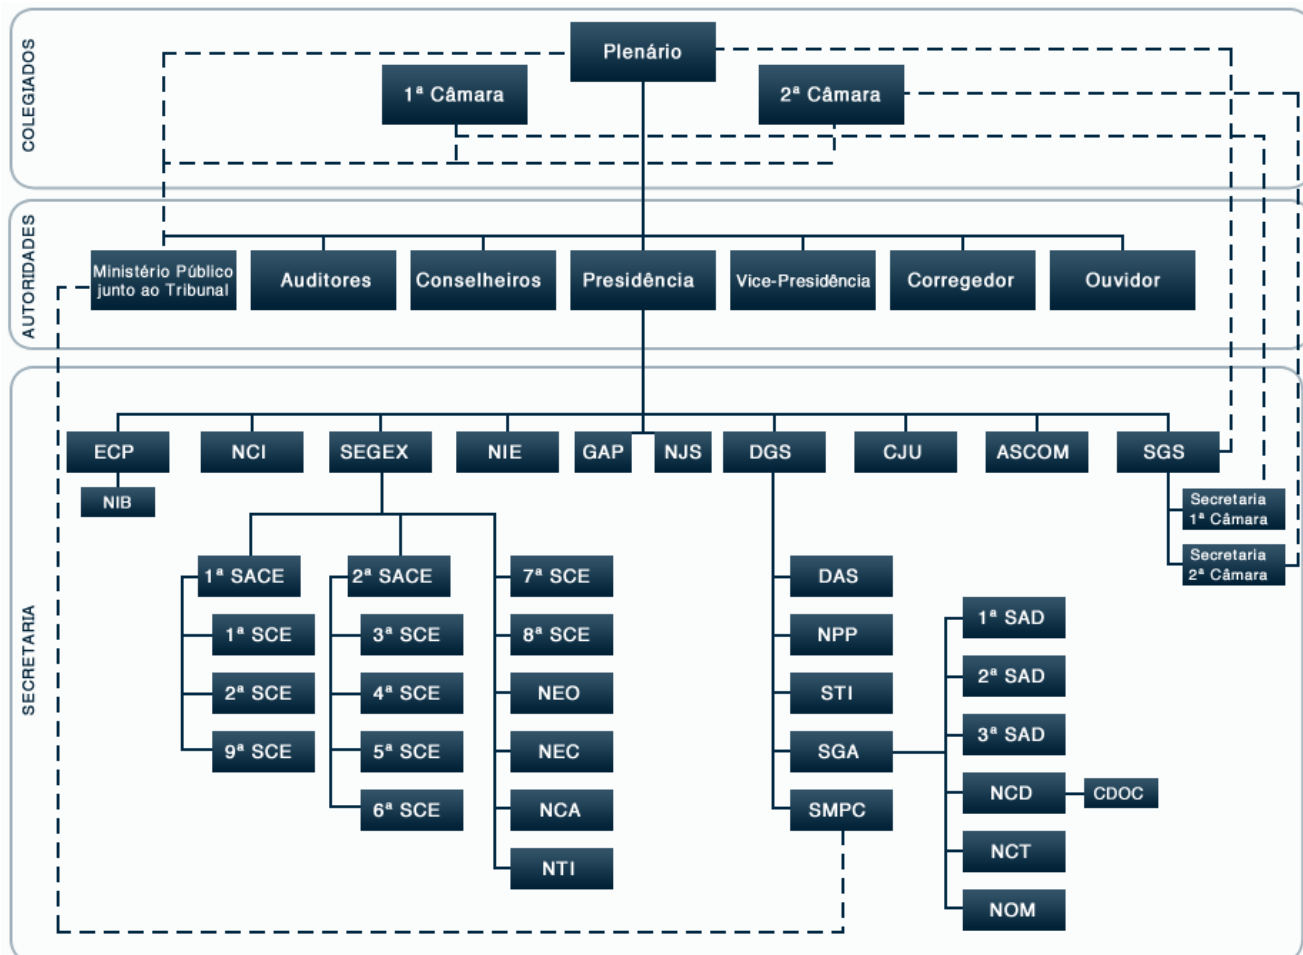 COLEGIADOS
Plenário
1ª Câmara
2ª Câmara
AUTORIDADES
Ministério Público
junto ao Tribunal
Auditores
Conselheiros
Presidência
Vice-Presidência
Corregedor
Ouvidor
SECRETARIA
ECP
NCI
SEGEX
NIE
GAP
NJS
DGS
CJU
ASCOM
SGS
NIB
Secretaria
1ª Câmara
Secretaria
2ª Câmara
1ª SACE
1ª SCE
2ª SCE
9ª SCE
2ª SACE
3ª SCE
4ª SCE
5ª SCE
6ª SCE
7ª SCE
8ª SCE
NEO
NEC
NCA
NTI
DAS
NPP
STI
SGA
SMPC
1ª SAD
2ª SAD
3ª SAD
NCD
CDOC
NCT
NOM